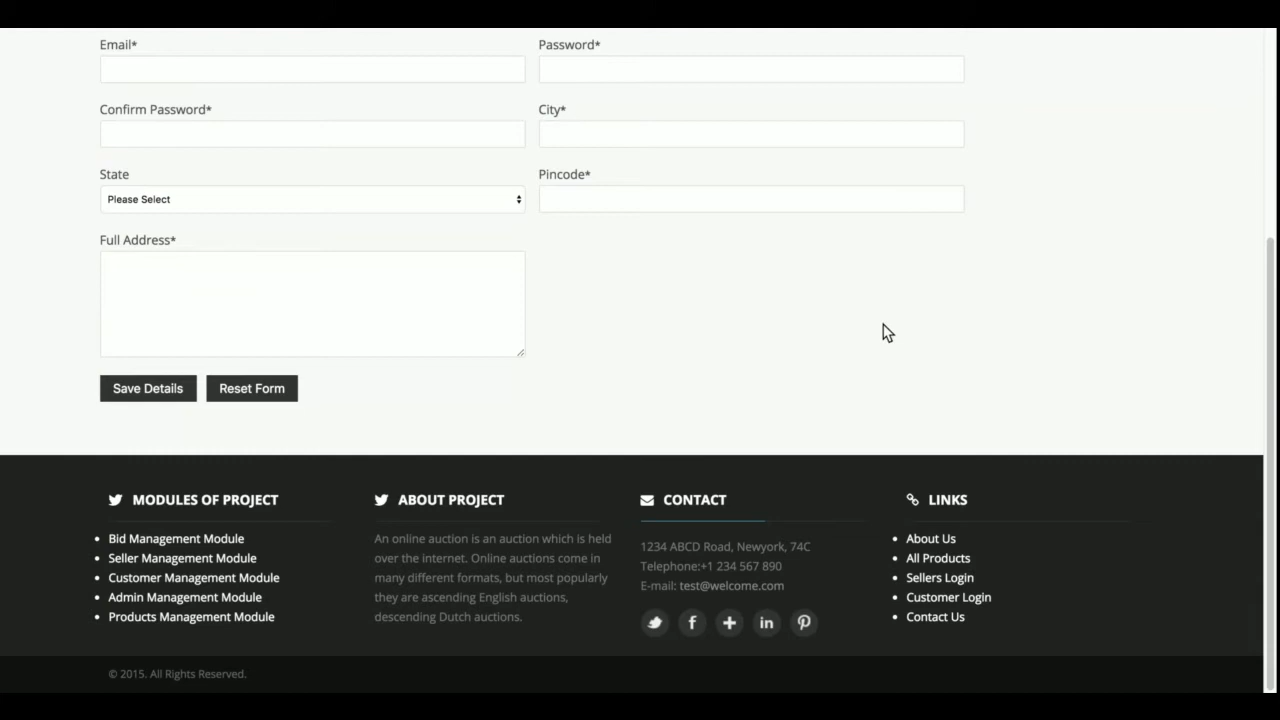 Email* Password*
Confirm Password* City*
State Pincode*
Please Select
Full Address*
Save Details Reset Form
MODULES OF PROJECT
Bid Management Module
Seller Management Module
Customer Management Module
Admin Management Module
Products Management Module
ABOUT PROJECT
An online auction is an auction which is held
over the internet. Online auctions come in
many different formats, but most popularly
they are ascending English auctions,
descending Dutch auctions.
CONTACT
1234 ABCD Road, Newyork, 74C
Telephone:+1 234 567 890
E-mail: test@welcome.com
LINKS
About Us
All Products
Sellers Login
Customer Login
Contact Us
© 2015. All Rights Reserved.